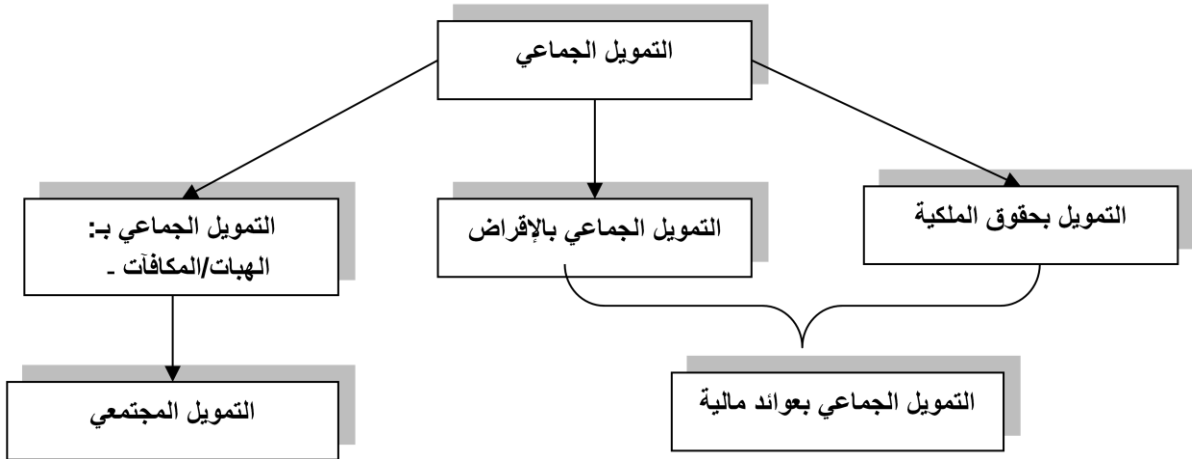 التمويل الجماعي
التمويل بحقوق الملكية
التمويل الجماعي بالإقراض
التمويل الجماعي بـ:
الهبات/المكافآت -
التمويل الجماعي بعوائد مالية
التمويل المجتمعي